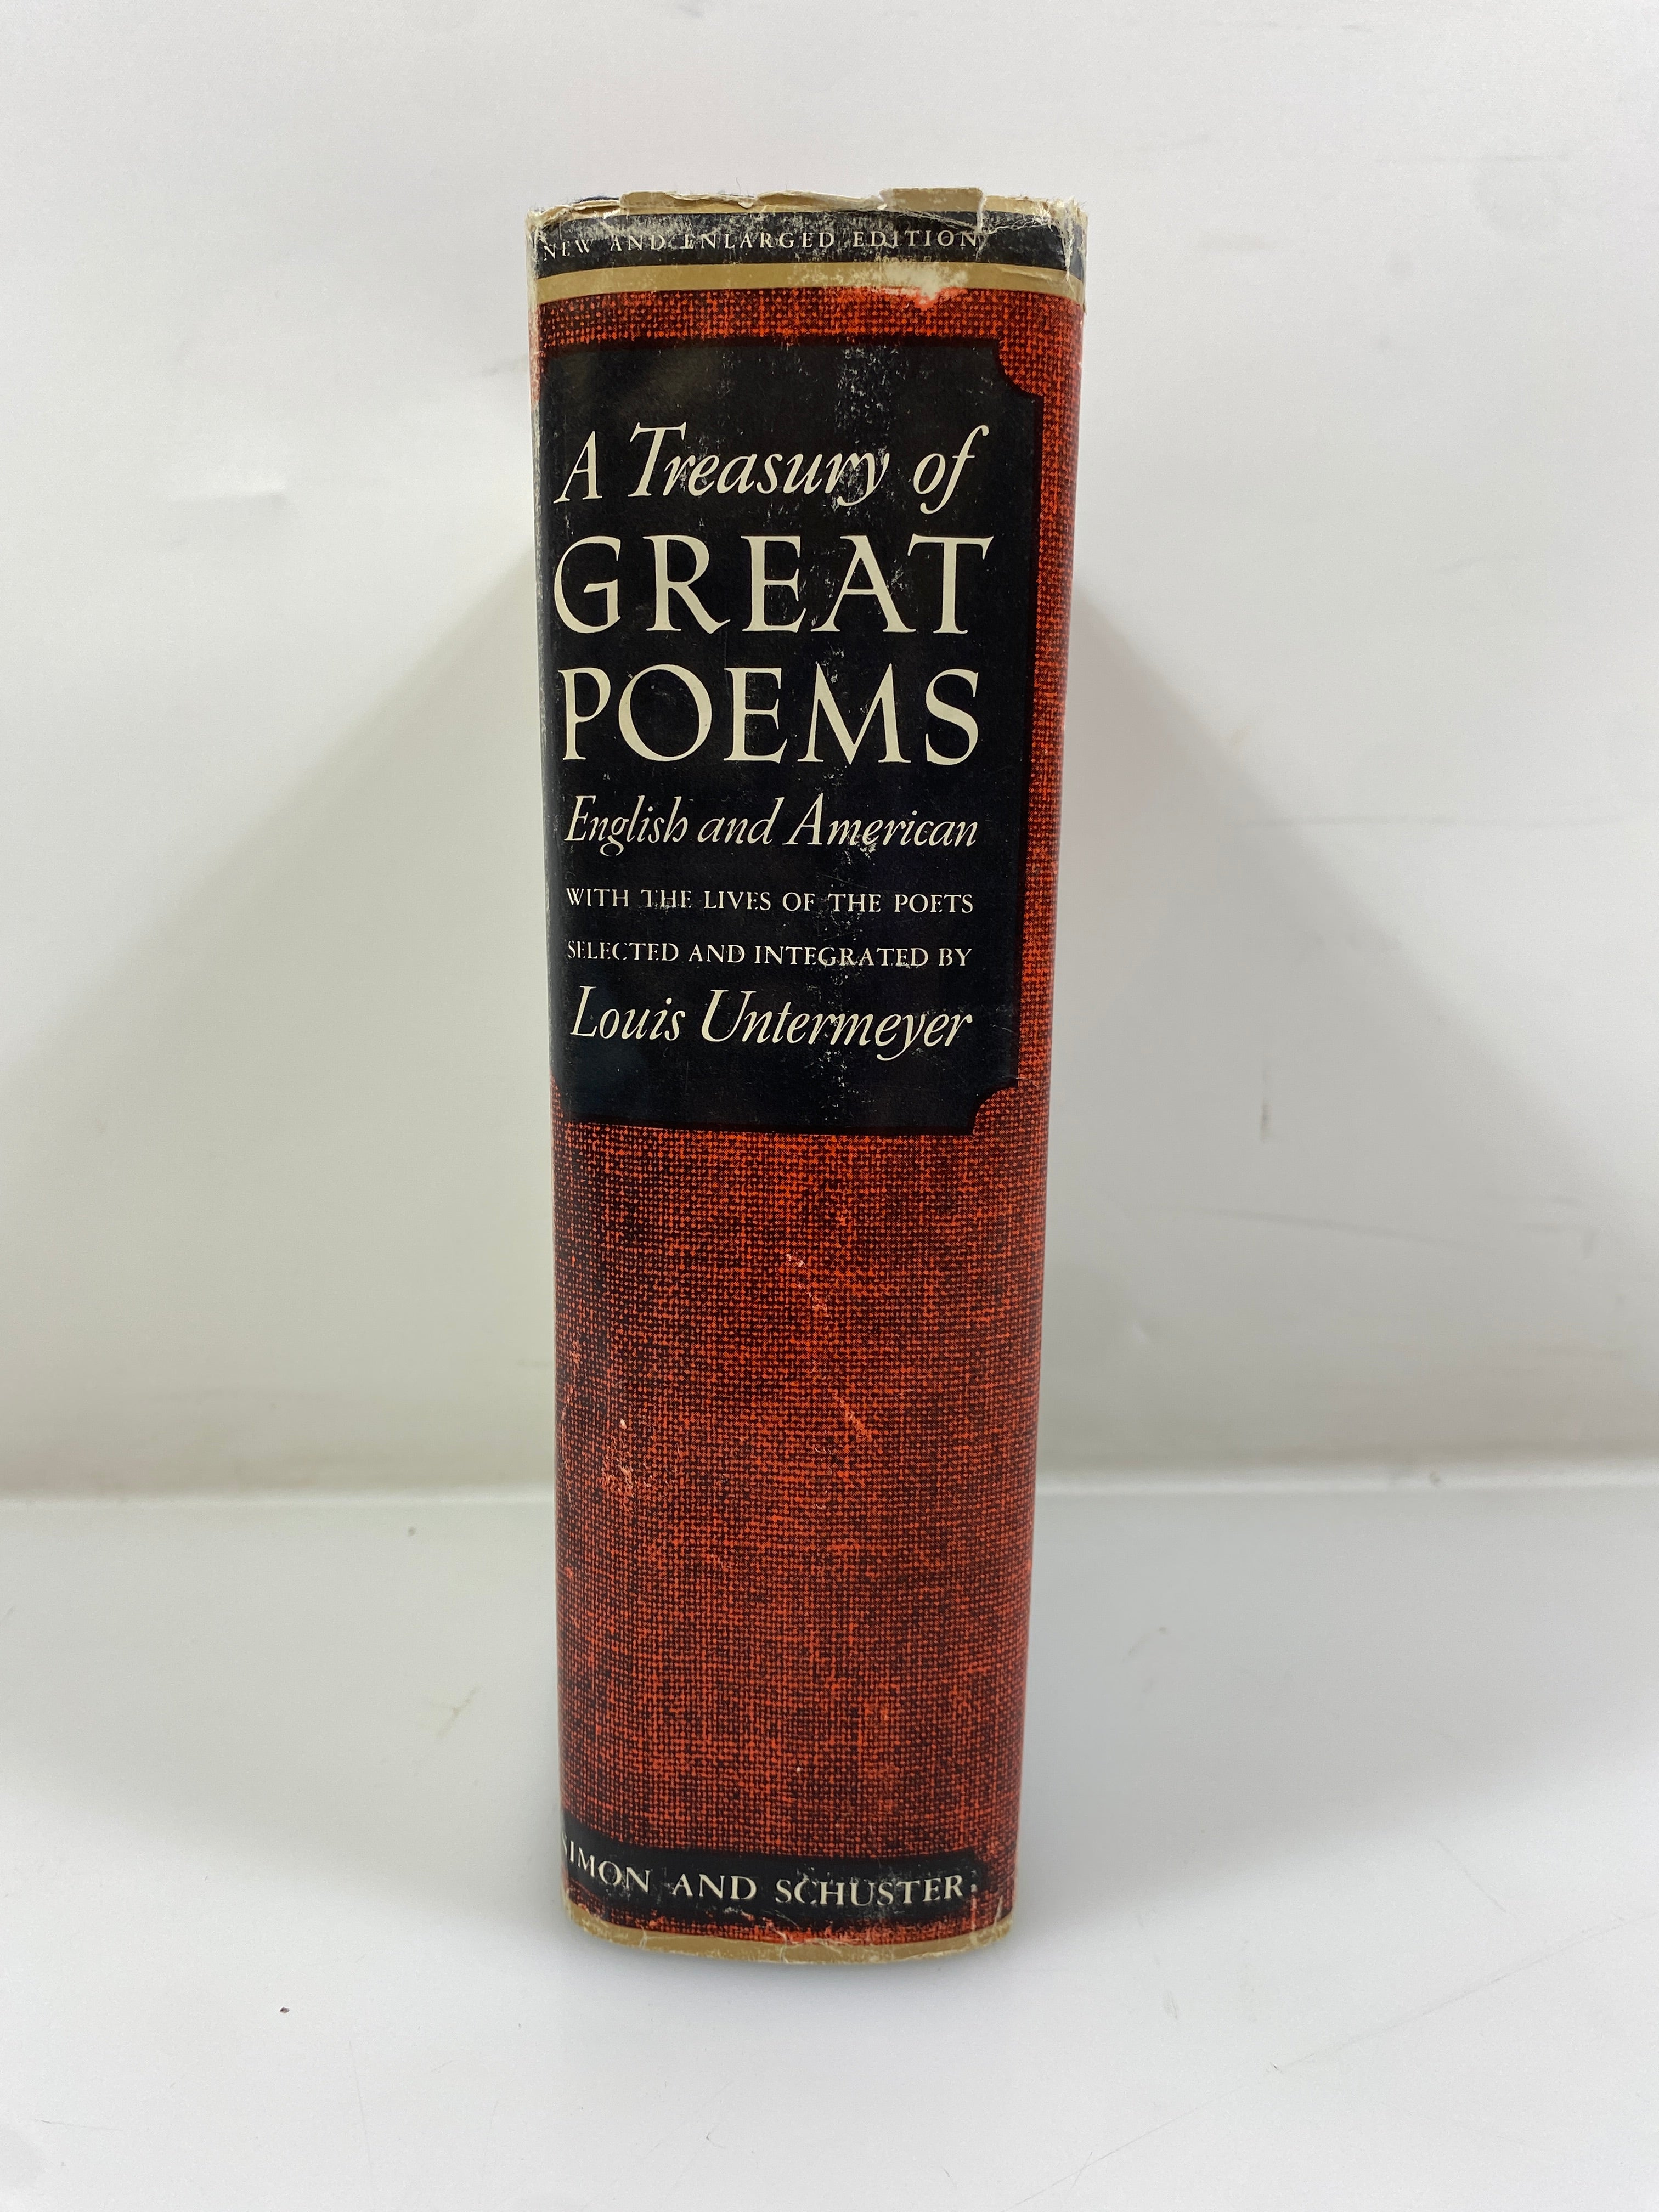 NEW AND ENLARGED EDITION
A Treasury of
GREAT
POEMS
English and American
WITH THE LIVES OF THE POETS
SELECTED AND INTEGRATED BY
Louis Untermeyer
SIMON AND SCHUSTER